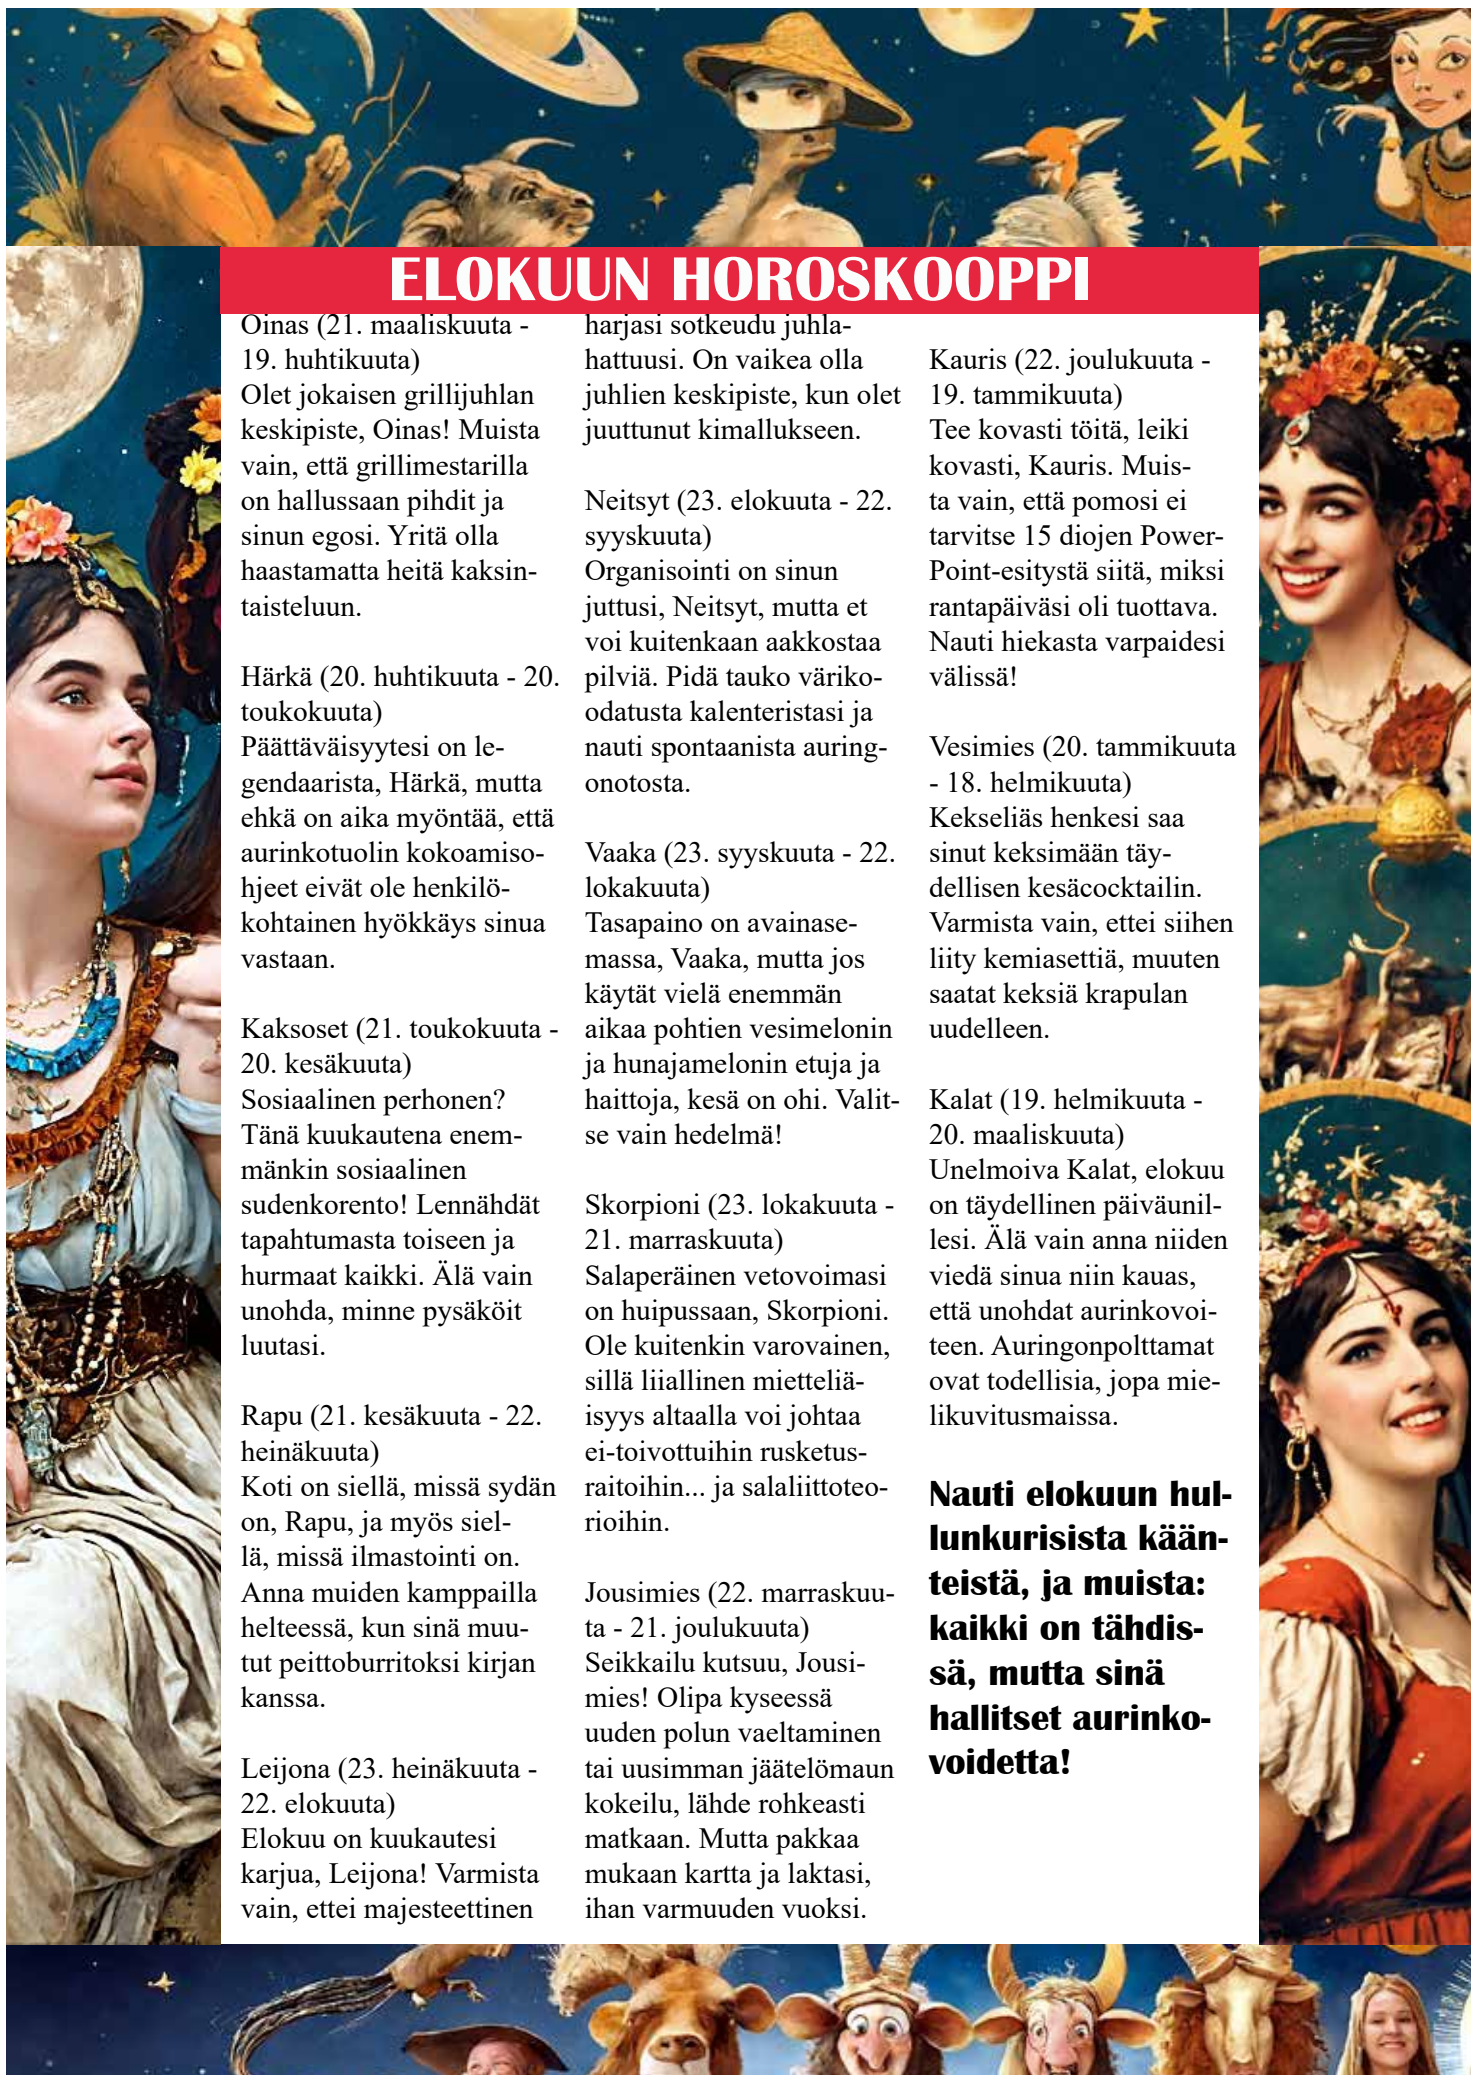 ELOKUUN HOROSKOOPPI
Oinas (21. maaliskuuta -
19. huhtikuuta)
Olet jokaisen grillijuhlan
keskipiste, Oinas! Muista
vain, että grillimestarilla
on hallussaan pihdit ja
sinun egosi. Yritä olla
haastamatta heitä kaksin-
taisteluun.
Härkä (20. huhtikuuta - 20.
toukokuuta)
Päättäväisyytesi on le-
gendaarista, Härkä, mutta
ehkä on aika myöntää, että
aurinkotuolin kokoamiso-
hjeet eivät ole henkilö-
kohtainen hyökkäys sinua
vastaan.
Kaksoset (21. toukokuuta -
20. kesäkuuta)
Sosiaalinen perhonen?
Tänä kuukautena enem-
mänkin sosiaalinen
sudenkorento! Lennähdät
tapahtumasta toiseen ja
hurmaat kaikki. Älä vain
unohda, minne pysäköit
luutasi.
Rapu (21. kesäkuuta - 22.
heinäkuuta)
Koti on siellä, missä sydän
on, Rapu, ja myös siel-
lä, missä ilmastointi on.
Anna muiden kamppailla
helteessä, kun sinä muu-
tut peittoburritoksi kirjan
kanssa.
Leijona (23. heinäkuuta -
22. elokuuta)
Elokuu on kuukautesi
karjua, Leijona! Varmista
vain, ettei majesteettinen
harjasi sotkeudu juhla-
hattuusi. On vaikea olla
juhlien keskipiste, kun olet
juuttunut kimallukseen.
Neitsyt (23. elokuuta - 22.
syyskuuta)
Organisointi on sinun
juttusi, Neitsyt, mutta et
voi kuitenkaan aakkostaa
pilviä. Pidä tauko väriko-
odatusta kalenteristasi ja
nauti spontaanista auring-
onotosta.
Vaaka (23. syyskuuta - 22.
lokakuuta)
Tasapaino on avainase-
massa, Vaaka, mutta jos
käytät vielä enemmän
aikaa pohtien vesimelonin
ja hunajamelonin etuja ja
haittoja, kesä on ohi. Valit-
se vain hedelmä!
Skorpioni (23. lokakuuta -
21. marraskuuta)
Salaperäinen vetovoimasi
on huipussaan, Skorpioni.
Ole kuitenkin varovainen,
sillä liiallinen mietteliä-
isyys altaalla voi johtaa
ei-toivottuihin rusketus-
raitoihin... ja salaliittoteo-
rioihin.
Jousimies (22. marraskuu-
ta - 21. joulukuuta)
Seikkailu kutsuu, Jousi-
mies! Olipa kyseessä
uuden polun vaeltaminen
tai uusimman jäätelömaun
kokeilu, lähde rohkeasti
matkaan. Mutta pakkaa
mukaan kartta ja laktasi,
ihan varmuuden vuoksi.
Kauris (22. joulukuuta -
19. tammikuuta)
Tee kovasti töitä, leiki
kovasti, Kauris. Muis-
ta vain, että pomosi ei
tarvitse 15 diojen Power-
Point-esitystä siitä, miksi
rantapäiväsi oli tuottava.
Nauti hiekasta varpaidesi
välissä!
Vesimies (20. tammikuuta
- 18. helmikuuta)
Kekseliäs henkesi saa
sinut keksimään täy-
dellisen kesäcocktailin.
Varmista vain, ettei siihen
liity kemiasettiä, muuten
saatat keksiä krapulan
uudelleen.
Kalat (19. helmikuuta -
20. maaliskuuta)
Unelmoiva Kalat, elokuu
on täydellinen päiväunil-
lesi. Älä vain anna niiden
viedä sinua niin kauas,
että unohdat aurinkovoi-
teen. Auringonpolttamat
ovat todellisia, jopa mie-
likuvitusmaissa.
Nauti elokuun hul-
lunkurisista kään-
teistä, ja muista:
kaikki on tähdis-
sä, mutta sinä
hallitset aurinko-
voidetta!